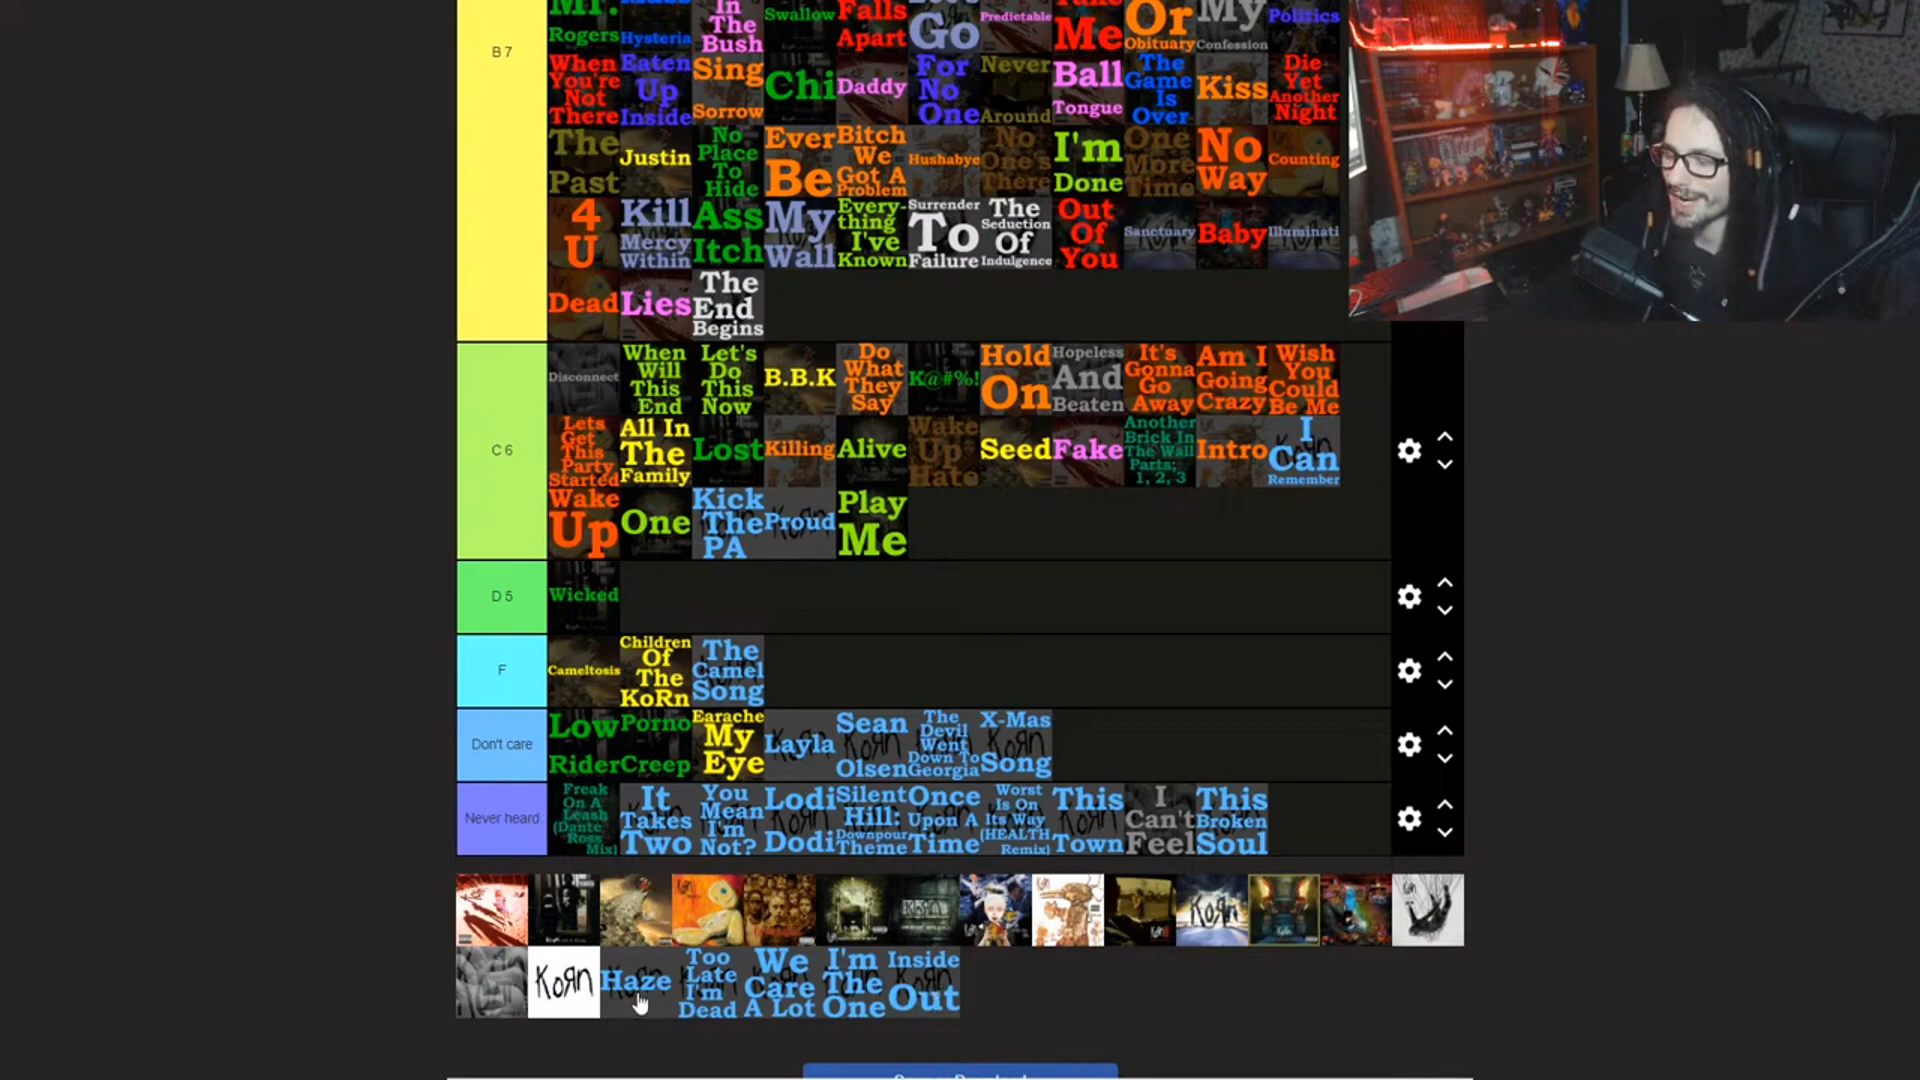 B 7
Mr.
Rogers
Hysteria
In
The
Bush
Swallow
Falls
Apart
Go
Predictable
Me
Or
Obituary
My
Confession
Politics
When
You're
Not
There
Eaten
Up
Inside
Sing
Sorrow
Chi
Daddy
For
No
One
Never
Around
Ball
Tongue
The
Game
Is
Over
Kiss
Die
Yet
Another
Night
The
Past
Justin
No
Place
To
Hide
Ever
Be
Bitch
We
Got A
Problem
Hushabye
No
One's
There
I'm
Done
One
More
Time
No
Way
Counting
4
U
Kill
Mercy
Within
Ass
Itch
My
Wall
Every-
thing
I've
Known
Surrender
To
Failure
The
Seduction
Of
Indulgence
Out
Of
You
Sanctuary
Baby
Illuminati
Dead
Lies
The
End
Begins
C 6
Disconnect
When
Will
This
End
Let's
Do
This
Now
B.B.K
Do
What
They
Say
K@#%!
Hold
On
Hopeless
And
Beaten
It's
Gonna
Go
Away
Am I
Going
Crazy
Wish
You
Could
Be Me
Lets
Get
This
Party
Started
All In
The
Family
Lost
Killing
Alive
Wake
Up
Hate
Seed
Fake
Another
Brick In
The Wall
Parts;
1, 2, 3
Intro
I
Can
Remember
Wake
Up
One
Kick
The
PA
Proud
Play
Me
D 5
Wicked
F
Cameltosis
Children
Of
The
KoRn
The
Camel
Song
Don't care
Low
Rider
Porno
Creep
Earache
My
Eye
Layla
Sean
Olsen
The
Devil
Went
Down To
Georgia
X-Mas
Song
Never heard
Freak
On A
Leash
(Dante
Ross
Mix)
It
Takes
Two
You
Mean
I'm
Not?
Lodi
Dodi
Silent
Hill:
Downpour
Theme
Once
Upon A
Time
Worst
Is On
Its Way
(HEALTH
Remix)
This
Town
I
Can't
Feel
This
Broken
Soul
KoRn
KoRn
Haze
Too
Late
I'm
Dead
We
Care
A Lot
I'm
The
One
Inside
Out